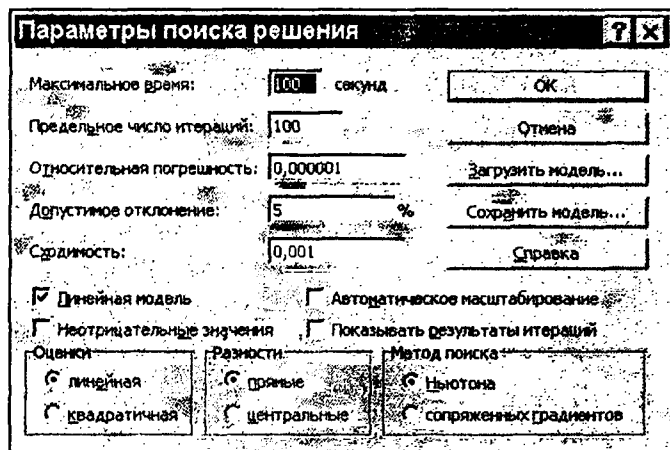 Параметры поиска решения ? X
Максимальное время: 100 секунд OK
Предельное число итераций: 100 Отмена
Относительная погрешность: 0,000001 Загрузить модель...
Допустимое отклонение: 5 % Сохранить модель...
Сходимость: 0,001 Справка
Линейная модель Автоматическое масштабирование
Неотрицательные значения Показывать результаты итераций
Оценки Разности Метод поиска
линейная прямые Ньютона
квадратичная центральные сопряженных градиентов